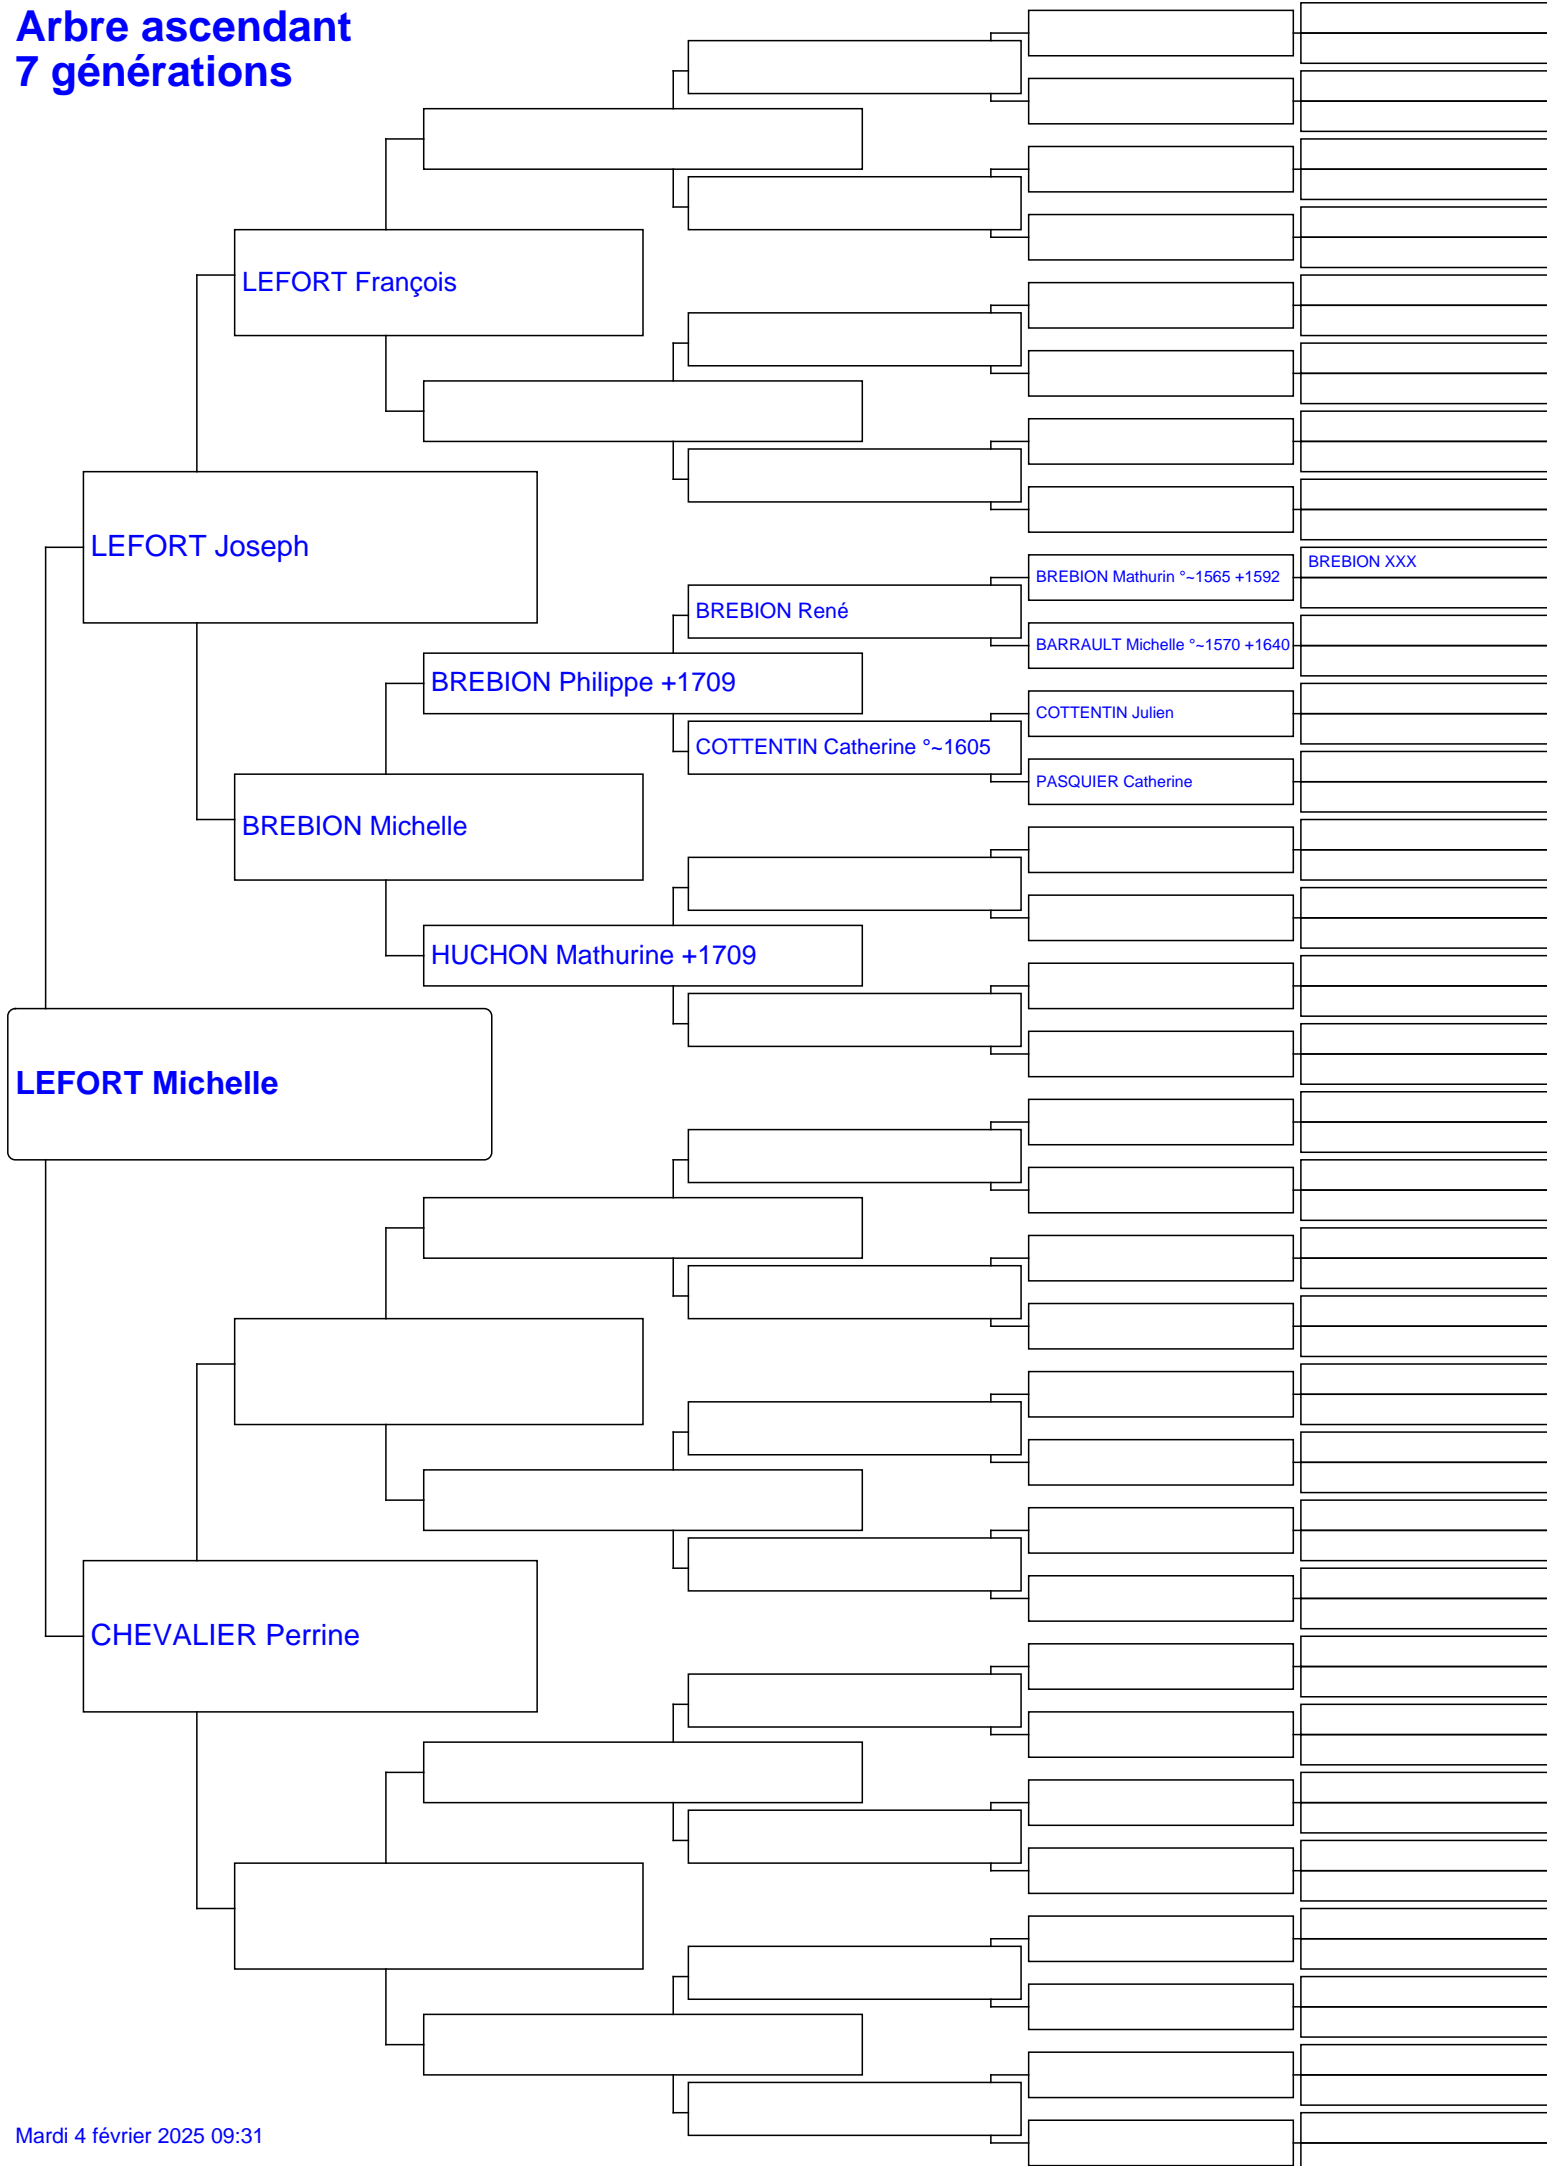 Arbre ascendant
7 générations
LEFORT François
LEFORT Joseph
BREBION XXX
BREBION Mathurin °~1565 +1592
BREBION René
BARRAULT Michelle °~1570 +1640
BREBION Philippe +1709
COTTENTIN Julien
COTTENTIN Catherine °~1605
PASQUIER Catherine
BREBION Michelle
HUCHON Mathurine +1709
LEFORT Michelle
CHEVALIER Perrine
Mardi 4 février 2025 09:31